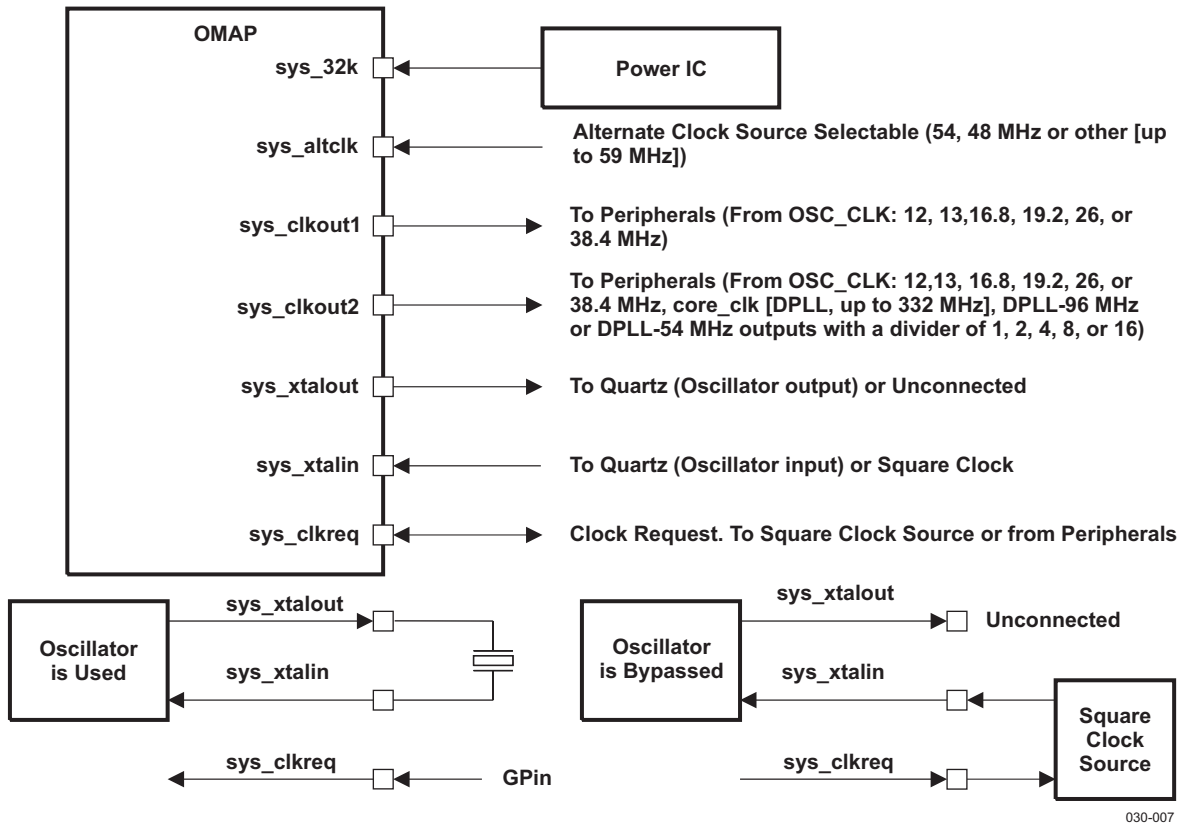 OMAP
sys_32k
Power IC
sys_altclk
Alternate Clock Source Selectable (54, 48 MHz or other [up
to 59 MHz])
sys_clkout1
To Peripherals (From OSC_CLK: 12, 13,16.8, 19.2, 26, or
38.4 MHz)
sys_clkout2
To Peripherals (From OSC_CLK: 12,13, 16.8, 19.2, 26, or
38.4 MHz, core_clk [DPLL, up to 332 MHz], DPLL-96 MHz
or DPLL-54 MHz outputs with a divider of 1, 2, 4, 8, or 16)
sys_xtalout
To Quartz (Oscillator output) or Unconnected
sys_xtalin
To Quartz (Oscillator input) or Square Clock
sys_clkreq
Clock Request. To Square Clock Source or from Peripherals
Oscillator
is Used
sys_xtalout
sys_xtalin
sys_clkreq
GPin
Oscillator
is Bypassed
sys_xtalout
Unconnected
sys_xtalin
sys_clkreq
Square
Clock
Source
030-007